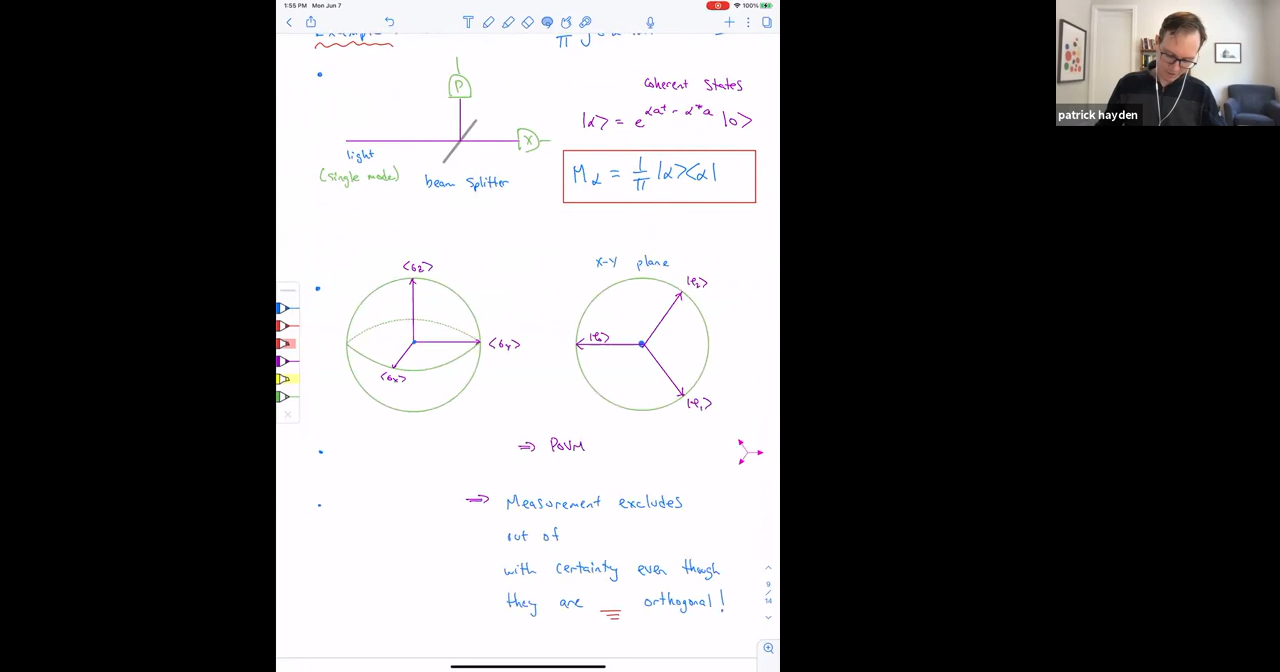 1:55 PM Mon Jun 7
100%
Coherent States
|α> = e^{αa† - α*a} |0>
P
X
light
(single mode)
beam splitter
M_α = 1/π |α><α|
<σz>
<σy>
<σx>
X-Y plane
|φ2>
|φ0>
|φ1>
⇒ POVM
⇒ Measurement excludes
out of
with certainty even though
they are orthogonal!
9
/
14
patrick hayden